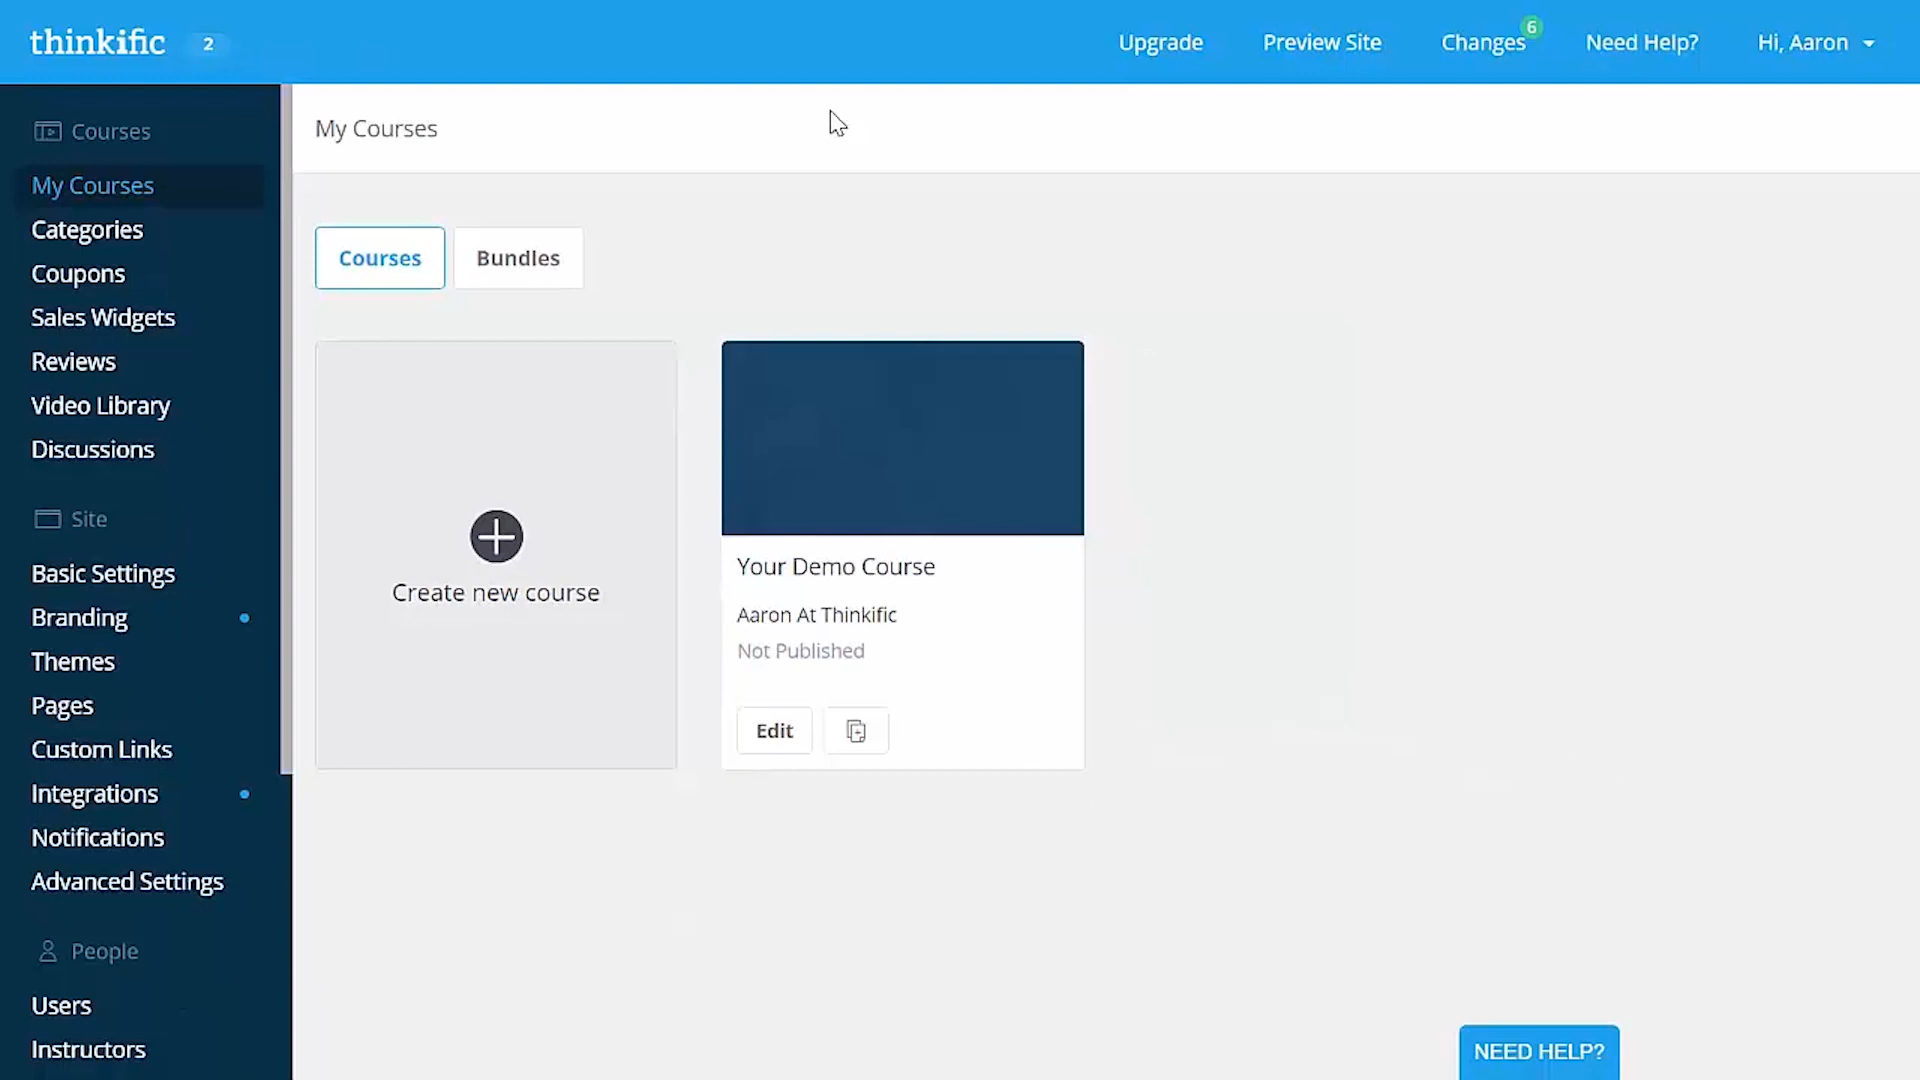 thinkific 2
Upgrade
Preview Site
Changes 6
Need Help?
Hi, Aaron
Courses
My Courses
Categories
Coupons
Sales Widgets
Reviews
Video Library
Discussions
Site
Basic Settings
Branding
Themes
Pages
Custom Links
Integrations
Notifications
Advanced Settings
People
Users
Instructors
My Courses
Courses
Bundles
Create new course
Your Demo Course
Aaron At Thinkific
Not Published
Edit
NEED HELP?